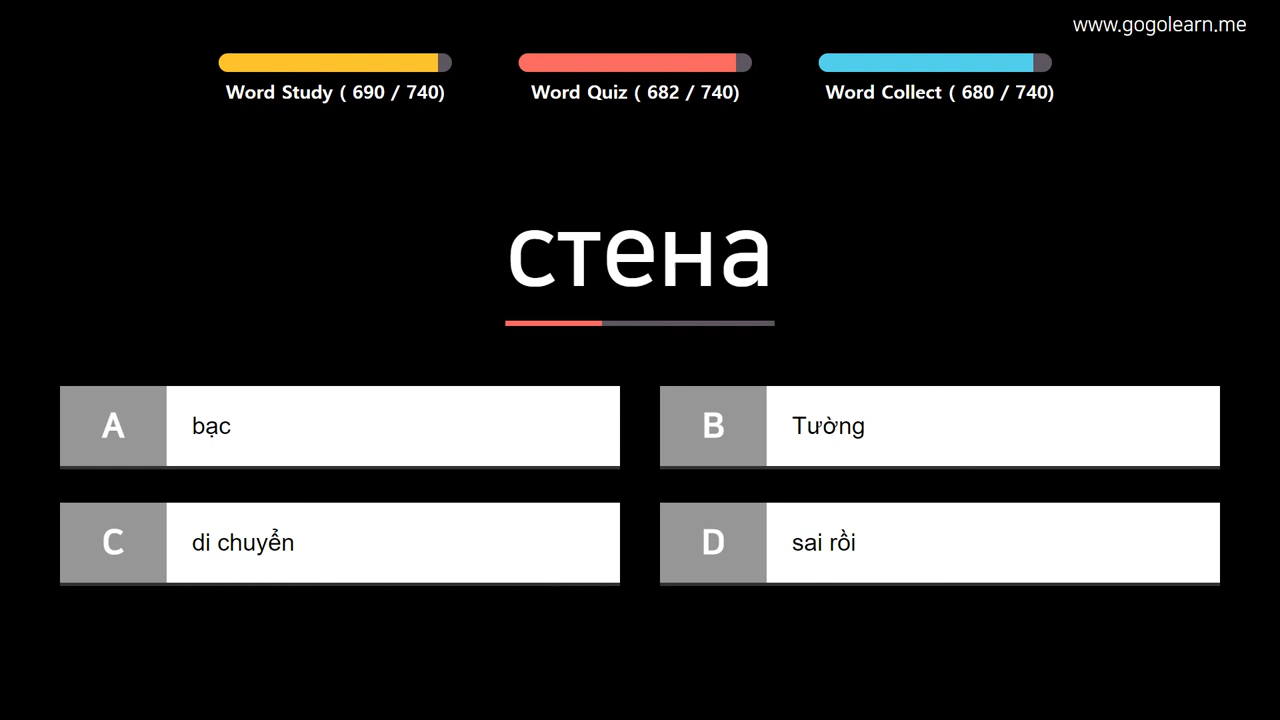 www.gogolearn.me
Word Study ( 690 / 740)
Word Quiz ( 682 / 740)
Word Collect ( 680 / 740)
стена
A
bạc
B
Tường
C
di chuyển
D
sai rồi